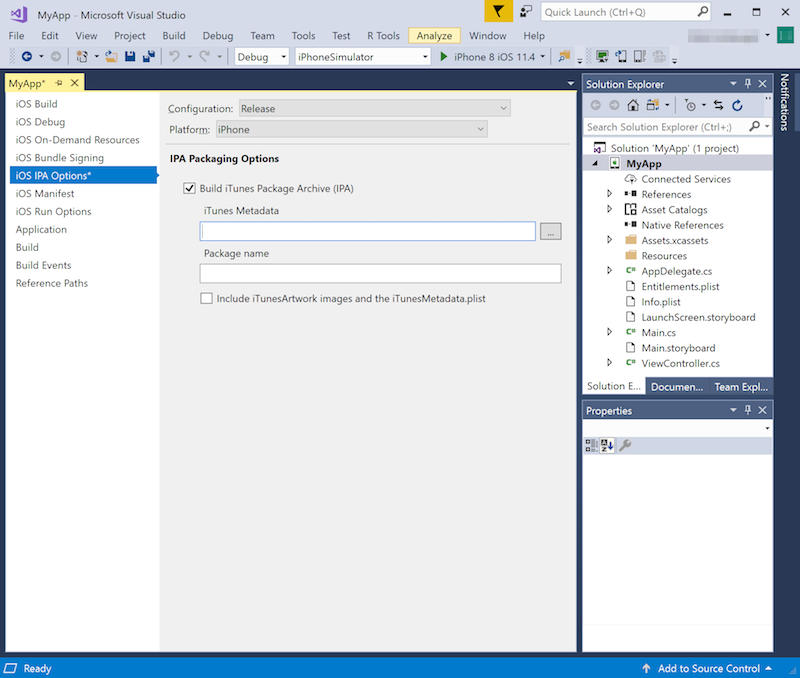 MyApp - Microsoft Visual Studio
Quick Launch (Ctrl+Q)
File Edit View Project Build Debug Team Tools Test R Tools Analyze Window Help
Debug iPhoneSimulator iPhone 8 iOS 11.4
MyApp*
iOS Build
iOS Debug
iOS On-Demand Resources
iOS Bundle Signing
iOS IPA Options*
iOS Manifest
iOS Run Options
Application
Build
Build Events
Reference Paths
Configuration: Release
Platform: iPhone
IPA Packaging Options
Build iTunes Package Archive (IPA)
iTunes Metadata
...
Package name
Include iTunesArtwork images and the iTunesMetadata.plist
Solution Explorer
Search Solution Explorer (Ctrl+;)
Solution 'MyApp' (1 project)
MyApp
Connected Services
References
Asset Catalogs
Native References
Assets.xcassets
Resources
AppDelegate.cs
Entitlements.plist
Info.plist
LaunchScreen.storyboard
Main.cs
Main.storyboard
ViewController.cs
Solution E... Documen... Team Expl...
Properties
Notifications
Ready
Add to Source Control